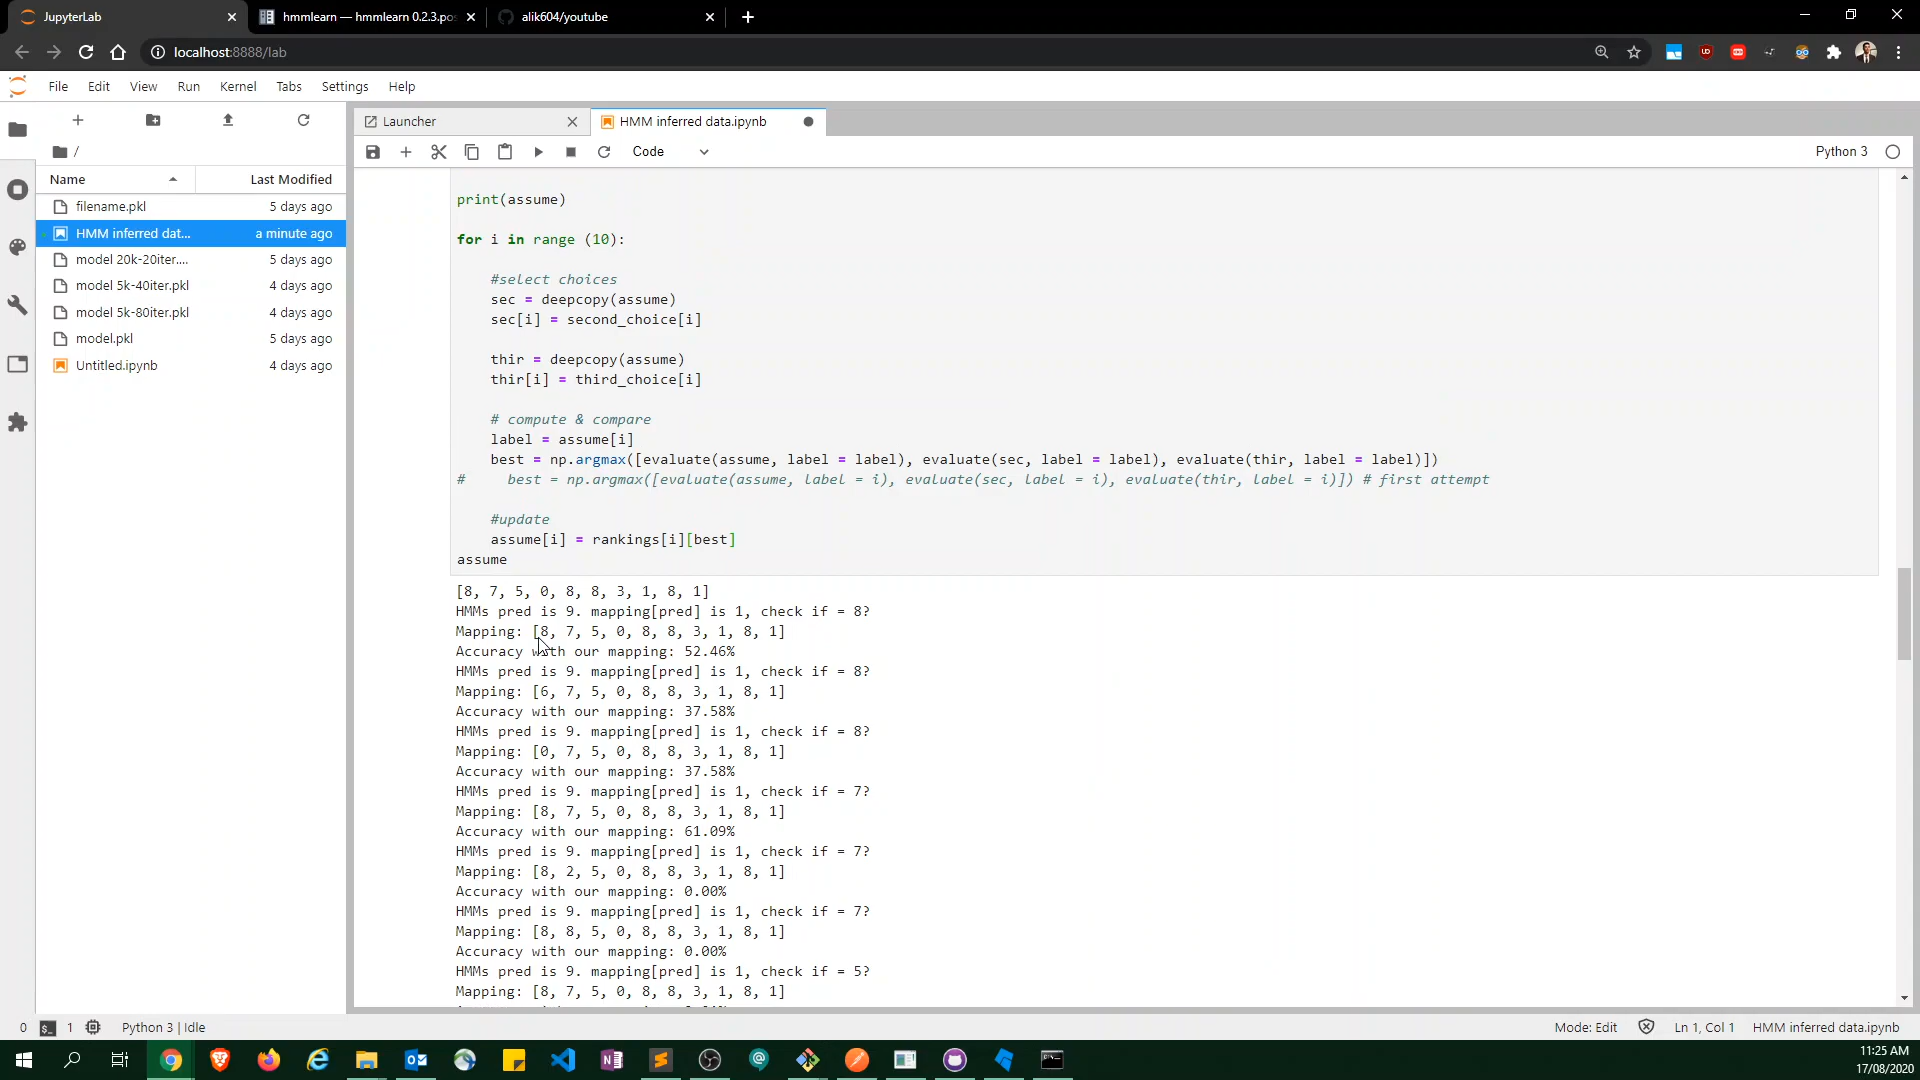 JupyterLab
hmmlearn — hmmlearn 0.2.3.pos
alik604/youtube
localhost:8888/lab
File Edit View Run Kernel Tabs Settings Help
Launcher
HMM inferred data.ipynb
Code
Python 3
/
Name Last Modified
filename.pkl 5 days ago
HMM inferred dat... a minute ago
model 20k-20iter.... 5 days ago
model 5k-40iter.pkl 4 days ago
model 5k-80iter.pkl 4 days ago
model.pkl 5 days ago
Untitled.ipynb 4 days ago
print(assume)
for i in range (10):
#select choices
sec = deepcopy(assume)
sec[i] = second_choice[i]
thir = deepcopy(assume)
thir[i] = third_choice[i]
# compute & compare
label = assume[i]
best = np.argmax([evaluate(assume, label = label), evaluate(sec, label = label), evaluate(thir, label = label)])
# best = np.argmax([evaluate(assume, label = i), evaluate(sec, label = i), evaluate(thir, label = i)]) # first attempt
#update
assume[i] = rankings[i][best]
assume
[8, 7, 5, 0, 8, 8, 3, 1, 8, 1]
HMMs pred is 9. mapping[pred] is 1, check if = 8?
Mapping: [8, 7, 5, 0, 8, 8, 3, 1, 8, 1]
Accuracy with our mapping: 52.46%
HMMs pred is 9. mapping[pred] is 1, check if = 8?
Mapping: [6, 7, 5, 0, 8, 8, 3, 1, 8, 1]
Accuracy with our mapping: 37.58%
HMMs pred is 9. mapping[pred] is 1, check if = 8?
Mapping: [0, 7, 5, 0, 8, 8, 3, 1, 8, 1]
Accuracy with our mapping: 37.58%
HMMs pred is 9. mapping[pred] is 1, check if = 7?
Mapping: [8, 7, 5, 0, 8, 8, 3, 1, 8, 1]
Accuracy with our mapping: 61.09%
HMMs pred is 9. mapping[pred] is 1, check if = 7?
Mapping: [8, 2, 5, 0, 8, 8, 3, 1, 8, 1]
Accuracy with our mapping: 0.00%
HMMs pred is 9. mapping[pred] is 1, check if = 7?
Mapping: [8, 8, 5, 0, 8, 8, 3, 1, 8, 1]
Accuracy with our mapping: 0.00%
HMMs pred is 9. mapping[pred] is 1, check if = 5?
Mapping: [8, 7, 5, 0, 8, 8, 3, 1, 8, 1]
0 1 Python 3 | Idle
Mode: Edit Ln 1, Col 1 HMM inferred data.ipynb
11:25 AM
17/08/2020